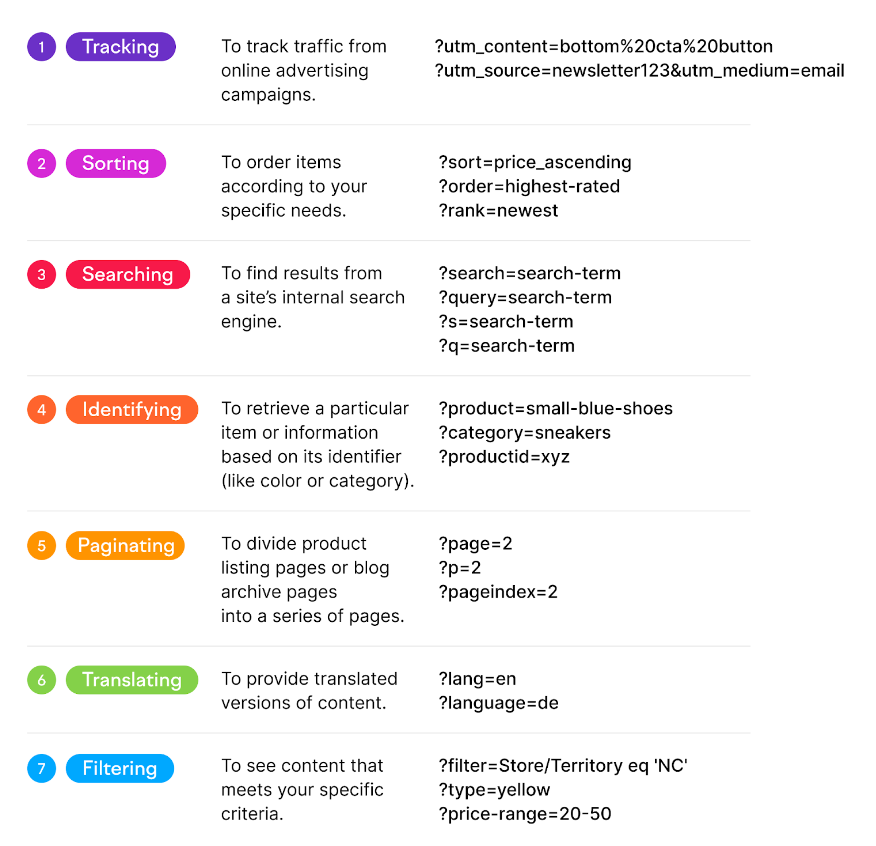 1 Tracking
To track traffic from
online advertising
campaigns.
?utm_content=bottom%20cta%20button
?utm_source=newsletter123&utm_medium=email
2 Sorting
To order items
according to your
specific needs.
?sort=price_ascending
?order=highest-rated
?rank=newest
3 Searching
To find results from
a site’s internal search
engine.
?search=search-term
?query=search-term
?s=search-term
?q=search-term
4 Identifying
To retrieve a particular
item or information
based on its identifier
(like color or category).
?product=small-blue-shoes
?category=sneakers
?productid=xyz
5 Paginating
To divide product
listing pages or blog
archive pages
into a series of pages.
?page=2
?p=2
?pageindex=2
6 Translating
To provide translated
versions of content.
?lang=en
?language=de
7 Filtering
To see content that
meets your specific
criteria.
?filter=Store/Territory eq 'NC'
?type=yellow
?price-range=20-50